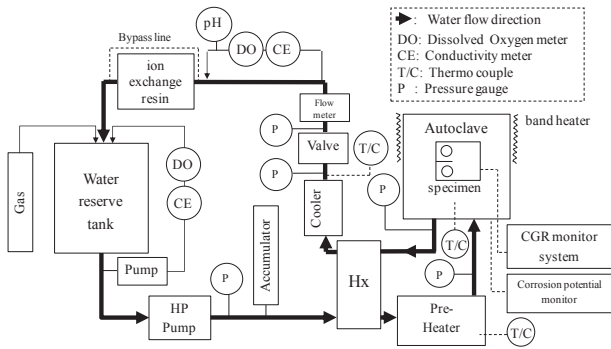 Bypass line
ion
exchange
resin
pH
DO
CE
: Water flow direction
DO: Dissolved Oxygen meter
CE: Conductivity meter
T/C: Thermo couple
P : Pressure gauge
Flow
meter
P
Valve
T/C
P
Cooler
Autoclave
band heater
specimen
P
T/C
Gas
Water
reserve
tank
DO
CE
Pump
HP
Pump
P
Accumulator
Hx
P
Pre-
Heater
T/C
CGR monitor
system
Corrosion potential
monitor